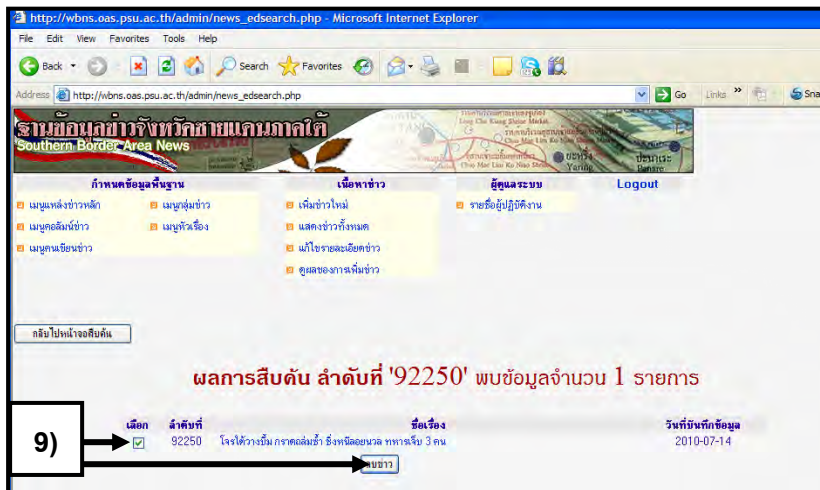 http://wbns.oas.psu.ac.th/admin/news_edsearch.php - Microsoft Internet Explorer
File Edit View Favorites Tools Help
Back Search Favorites
Address http://wbns.oas.psu.ac.th/admin/news_edsearch.php Go Links Sna
ฐานข้อมูลข่าวจังหวัดชายแดนภาคใต้
Southern Border Area News
กำหนดข้อมูลพื้นฐาน เนื้อหาข่าว ผู้ดูแลระบบ Logout
เมนูแหล่งข่าวหลัก เมนูกลุ่มข่าว เพิ่มข่าวใหม่ รายชื่อผู้ปฏิบัติงาน
เมนูคอลัมน์ข่าว เมนูหัวเรื่อง แสดงข่าวทั้งหมด
เมนูคนเขียนข่าว แก้ไขรายละเอียดข่าว
ดูผลของการเพิ่มข่าว
กลับไปหน้าจอสืบค้น
ผลการสืบค้น ลำดับที่ '92250' พบข้อมูลจำนวน 1 รายการ
เลือก ลำดับที่ ชื่อเรื่อง วันที่บันทึกข้อมูล
9) 92250 โจรใต้วางบึ้ม กราดถล่มซ้ำ ชิงหนีลอยนวล ทหารเจ็บ 3 คน 2010-07-14
ลบข่าว